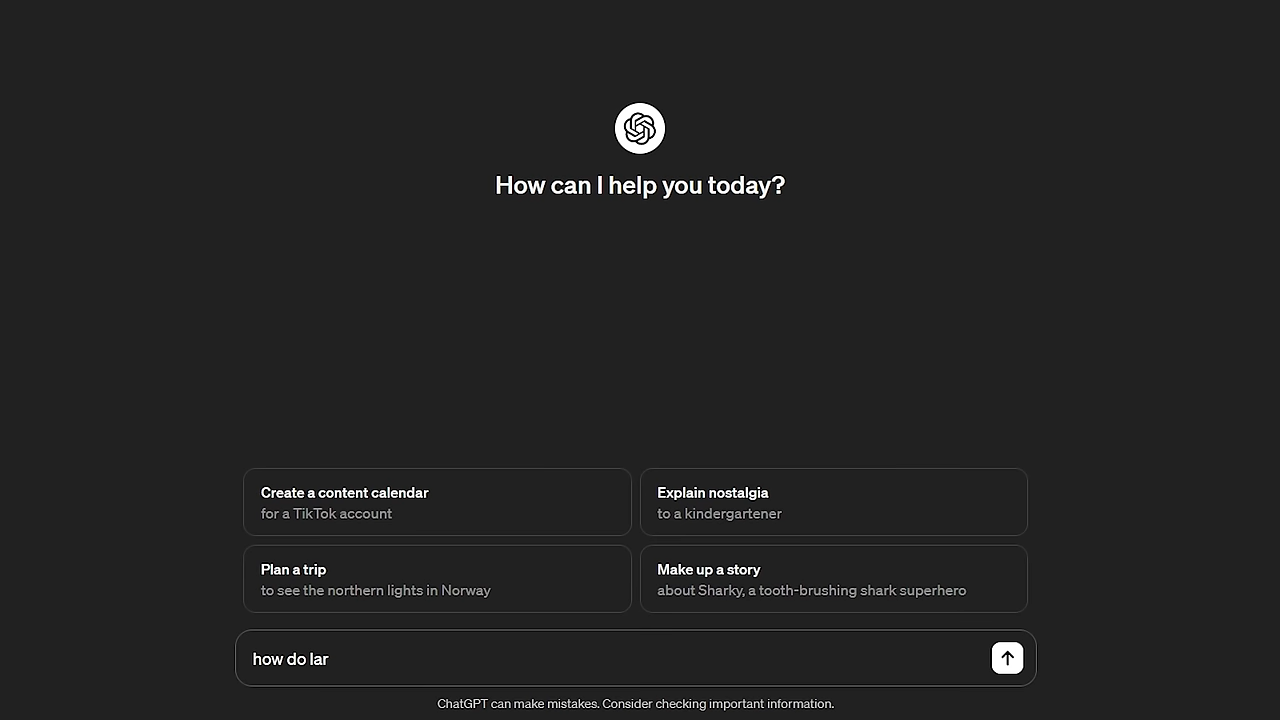 How can I help you today?
Create a content calendar
for a TikTok account
Explain nostalgia
to a kindergartener
Plan a trip
to see the northern lights in Norway
Make up a story
about Sharky, a tooth-brushing shark superhero
how do lar
ChatGPT can make mistakes. Consider checking important information.